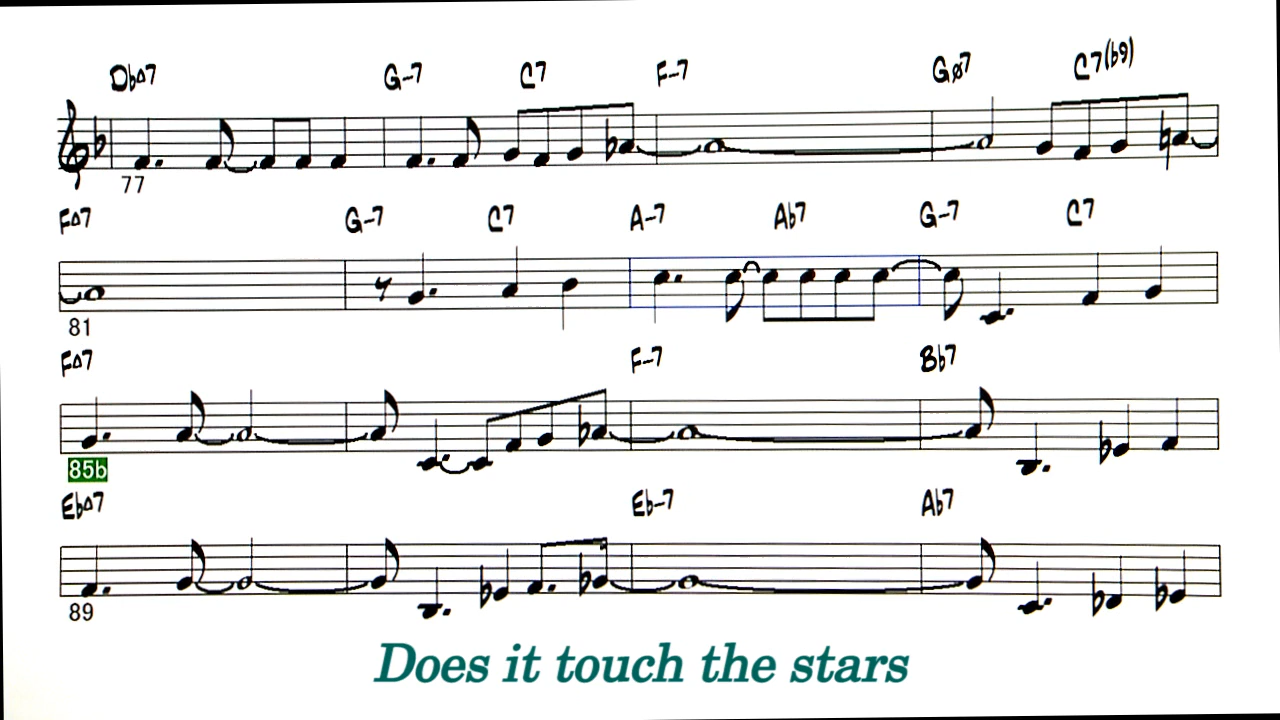 Db∆7 G-7 C7 F-7 Gø7 C7(b9)
77
F∆7 G-7 C7 A-7 Ab7 G-7 C7
81
F∆7 F-7 Bb7
85b
Eb∆7 Eb-7 Ab7
89
Does it touch the stars